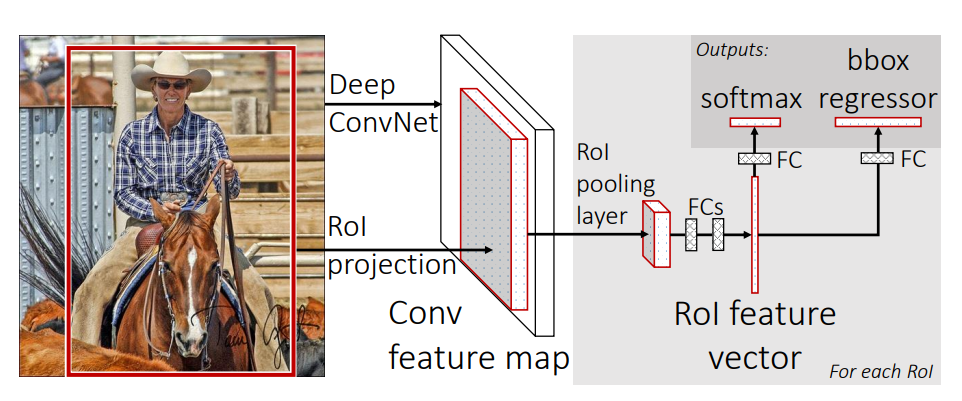 Deep
ConvNet
RoI
projection
Conv
feature map
RoI
pooling
layer
FCs
RoI feature
vector
For each RoI
Outputs:
softmax
bbox
regressor
FC
FC